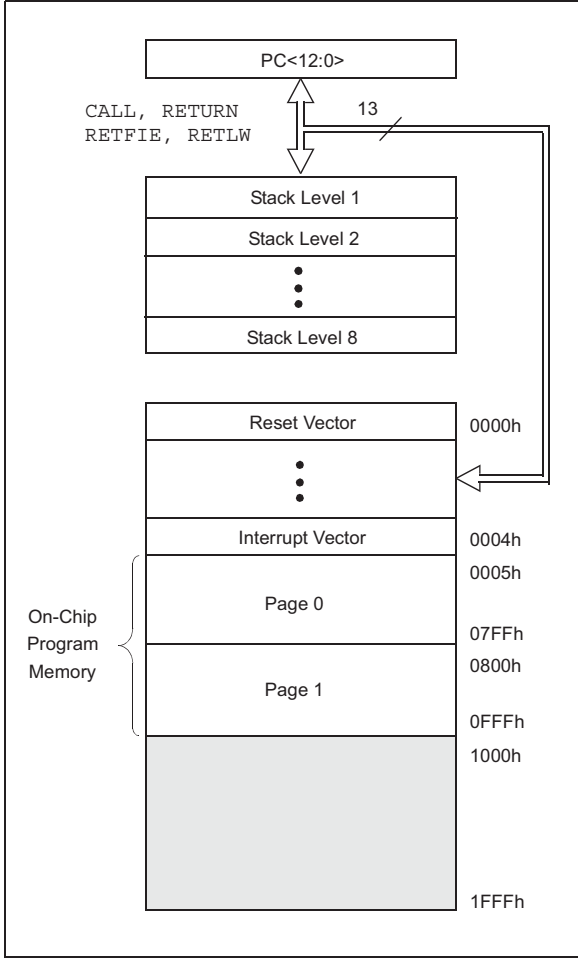 PC<12:0>
CALL, RETURN
RETFIE, RETLW
13
Stack Level 1
Stack Level 2
Stack Level 8
Reset Vector
0000h
Interrupt Vector
0004h
0005h
On-Chip
Program
Memory
Page 0
07FFh
0800h
Page 1
0FFFh
1000h
1FFFh